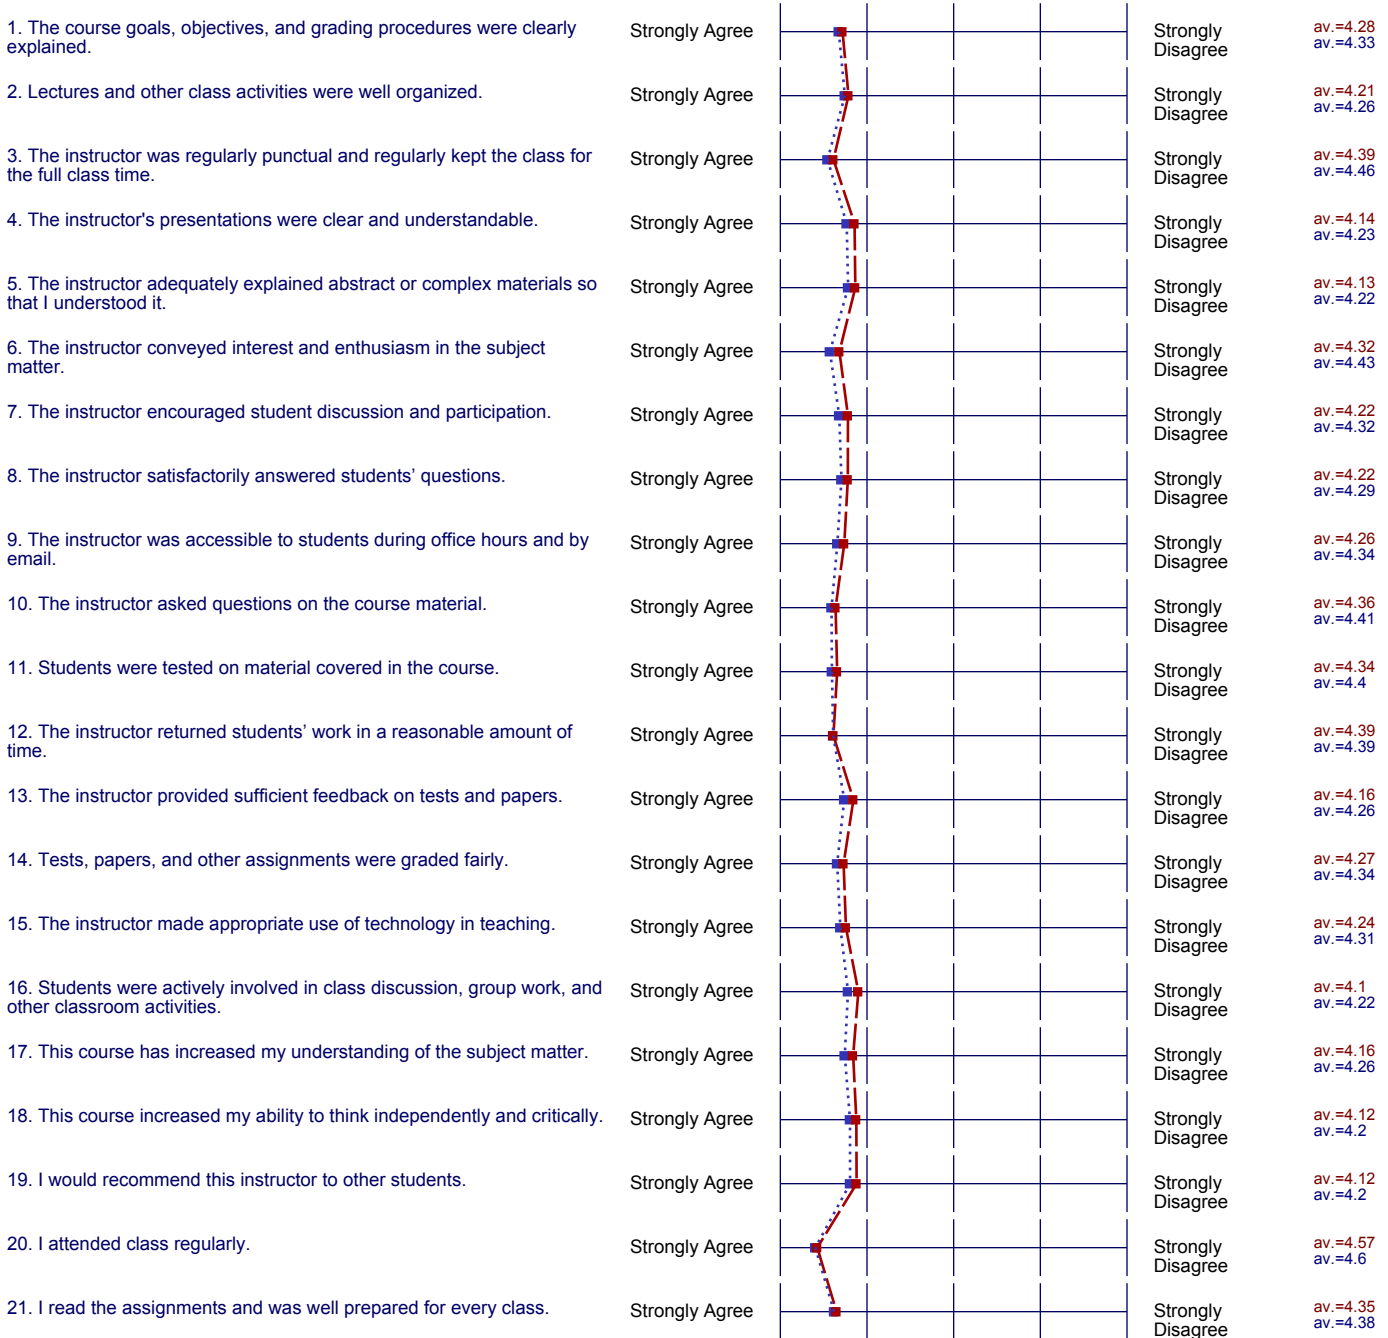 1. The course goals, objectives, and grading procedures were clearly
explained.
Strongly Agree
Strongly
Disagree
av.=4.28
av.=4.33
2. Lectures and other class activities were well organized.
Strongly Agree
Strongly
Disagree
av.=4.21
av.=4.26
3. The instructor was regularly punctual and regularly kept the class for
the full class time.
Strongly Agree
Strongly
Disagree
av.=4.39
av.=4.46
4. The instructor's presentations were clear and understandable.
Strongly Agree
Strongly
Disagree
av.=4.14
av.=4.23
5. The instructor adequately explained abstract or complex materials so
that I understood it.
Strongly Agree
Strongly
Disagree
av.=4.13
av.=4.22
6. The instructor conveyed interest and enthusiasm in the subject
matter.
Strongly Agree
Strongly
Disagree
av.=4.32
av.=4.43
7. The instructor encouraged student discussion and participation.
Strongly Agree
Strongly
Disagree
av.=4.22
av.=4.32
8. The instructor satisfactorily answered students’ questions.
Strongly Agree
Strongly
Disagree
av.=4.22
av.=4.29
9. The instructor was accessible to students during office hours and by
email.
Strongly Agree
Strongly
Disagree
av.=4.26
av.=4.34
10. The instructor asked questions on the course material.
Strongly Agree
Strongly
Disagree
av.=4.36
av.=4.41
11. Students were tested on material covered in the course.
Strongly Agree
Strongly
Disagree
av.=4.34
av.=4.4
12. The instructor returned students’ work in a reasonable amount of
time.
Strongly Agree
Strongly
Disagree
av.=4.39
av.=4.39
13. The instructor provided sufficient feedback on tests and papers.
Strongly Agree
Strongly
Disagree
av.=4.16
av.=4.26
14. Tests, papers, and other assignments were graded fairly.
Strongly Agree
Strongly
Disagree
av.=4.27
av.=4.34
15. The instructor made appropriate use of technology in teaching.
Strongly Agree
Strongly
Disagree
av.=4.24
av.=4.31
16. Students were actively involved in class discussion, group work, and
other classroom activities.
Strongly Agree
Strongly
Disagree
av.=4.1
av.=4.22
17. This course has increased my understanding of the subject matter.
Strongly Agree
Strongly
Disagree
av.=4.16
av.=4.26
18. This course increased my ability to think independently and critically.
Strongly Agree
Strongly
Disagree
av.=4.12
av.=4.2
19. I would recommend this instructor to other students.
Strongly Agree
Strongly
Disagree
av.=4.12
av.=4.2
20. I attended class regularly.
Strongly Agree
Strongly
Disagree
av.=4.57
av.=4.6
21. I read the assignments and was well prepared for every class.
Strongly Agree
Strongly
Disagree
av.=4.35
av.=4.38